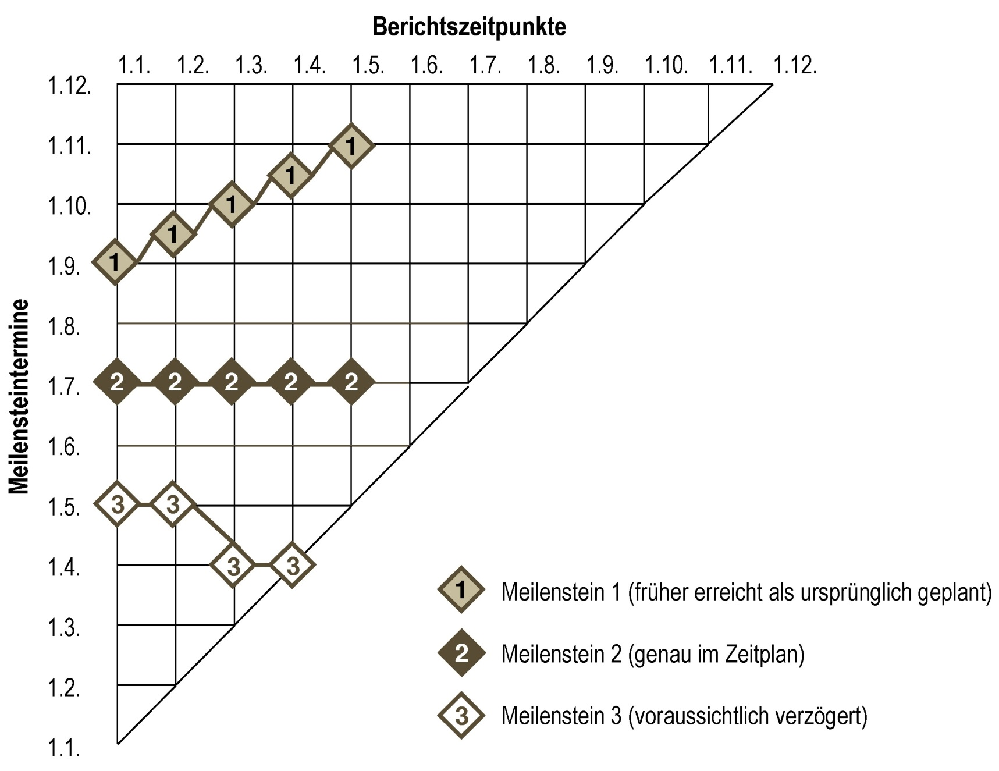 Berichtszeitpunkte
1.1. 1.2. 1.3. 1.4. 1.5. 1.6. 1.7. 1.8. 1.9. 1.10. 1.11. 1.12.
1.12.
1.11.
1
1
1.10.
1
1
1.9.
1
Meilensteintermine
1.8.
1.7.
2 2 2 2 2
1.6.
1.5.
3 3
1.4.
3 3
1 Meilenstein 1 (früher erreicht als ursprünglich geplant)
1.3.
2 Meilenstein 2 (genau im Zeitplan)
1.2.
3 Meilenstein 3 (voraussichtlich verzögert)
1.1.